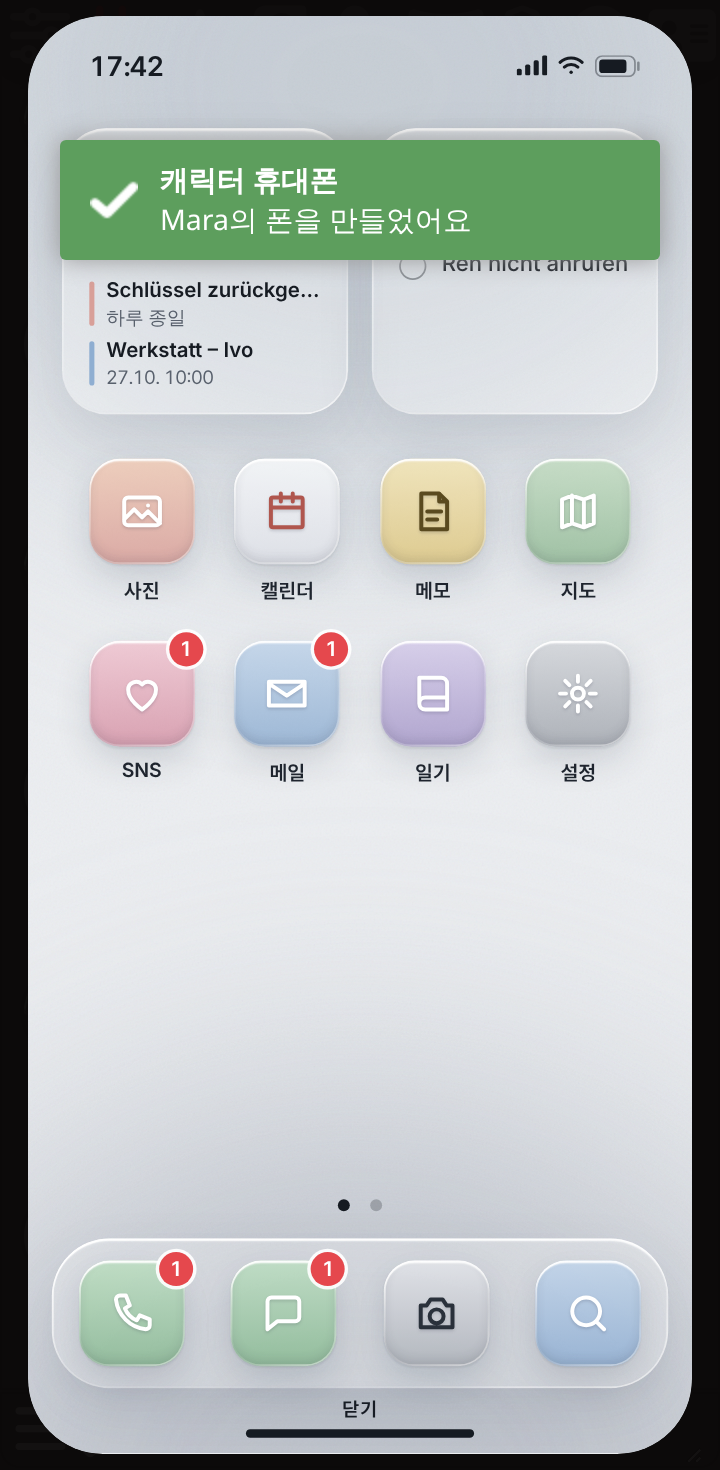 17:42
캐릭터 휴대폰
Mara의 폰을 만들었어요
Ren nicht anrufen
Schlüssel zurückge...
하루 종일
Werkstatt – Ivo
27.10. 10:00
사진
캘린더
메모
지도
1
1
SNS
메일
일기
설정
1
1
닫기